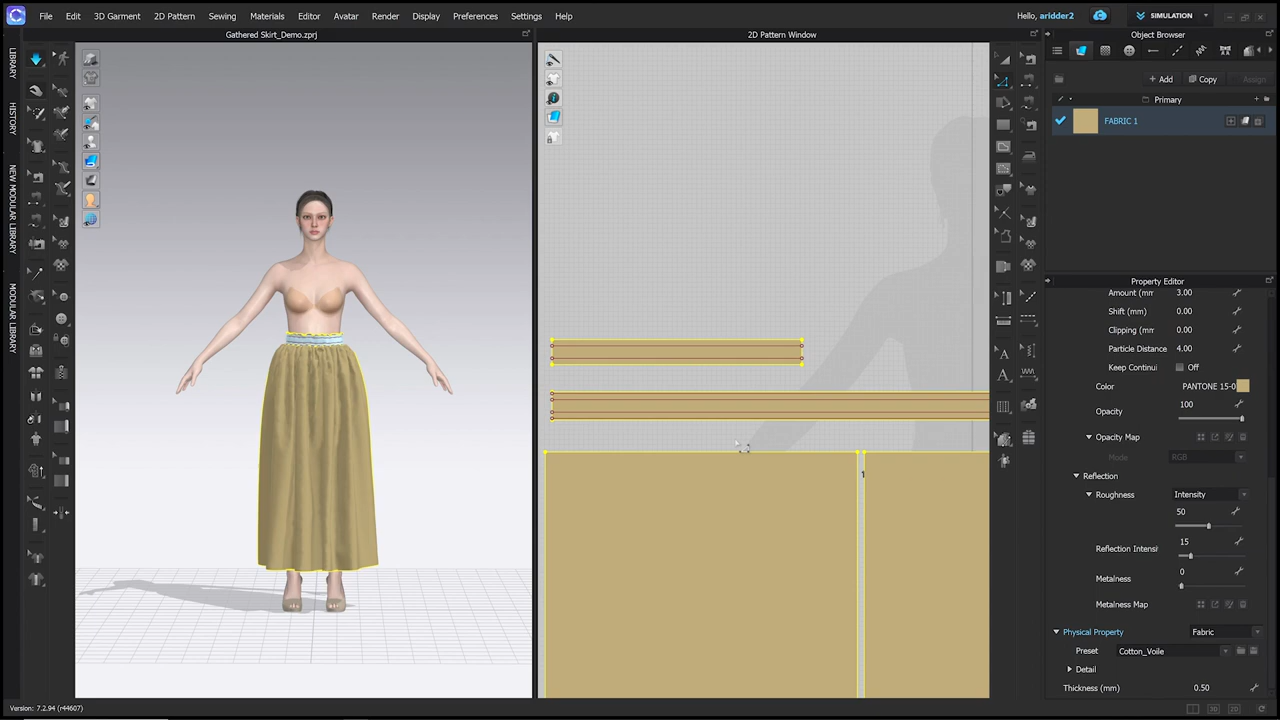 File Edit 3D Garment 2D Pattern Sewing Materials Editor Avatar Render Display Preferences Settings Help
Hello, aridder2
SIMULATION
Gathered Skirt_Demo.zprj
2D Pattern Window
Object Browser
LIBRARY
HISTORY
NEW MODULAR LIBRARY
MODULAR LIBRARY
+ Add
Copy
Assign
Primary
FABRIC 1
Property Editor
Amount (mm 3.00
Shift (mm) 0.00
Clipping (mm 0.00
Particle Distance 4.00
Keep Continui Off
Color PANTONE 15-0
Opacity 100
Opacity Map
Mode RGB
Reflection
Roughness Intensity
50
Reflection Intensi 15
Metalness 0
Metalness Map
Physical Property Fabric
Preset Cotton_Voile
Detail
Thickness (mm) 0.50
1
Version: 7.2.94 (r44607)
3D
2D